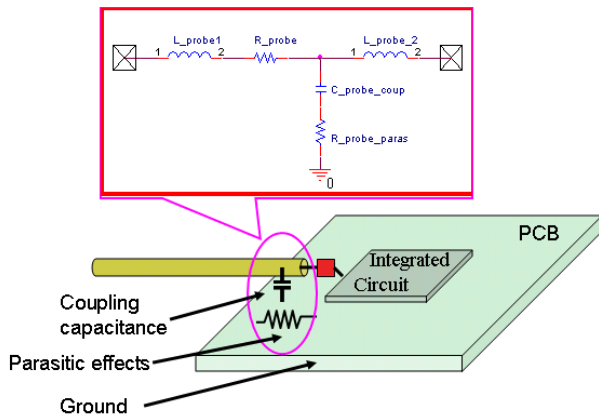 L_probe1
R_probe
L_probe_2
1
2
1
2
C_probe_coup
R_probe_paras
0
PCB
Integrated
Circuit
Coupling
capacitance
Parasitic effects
Ground